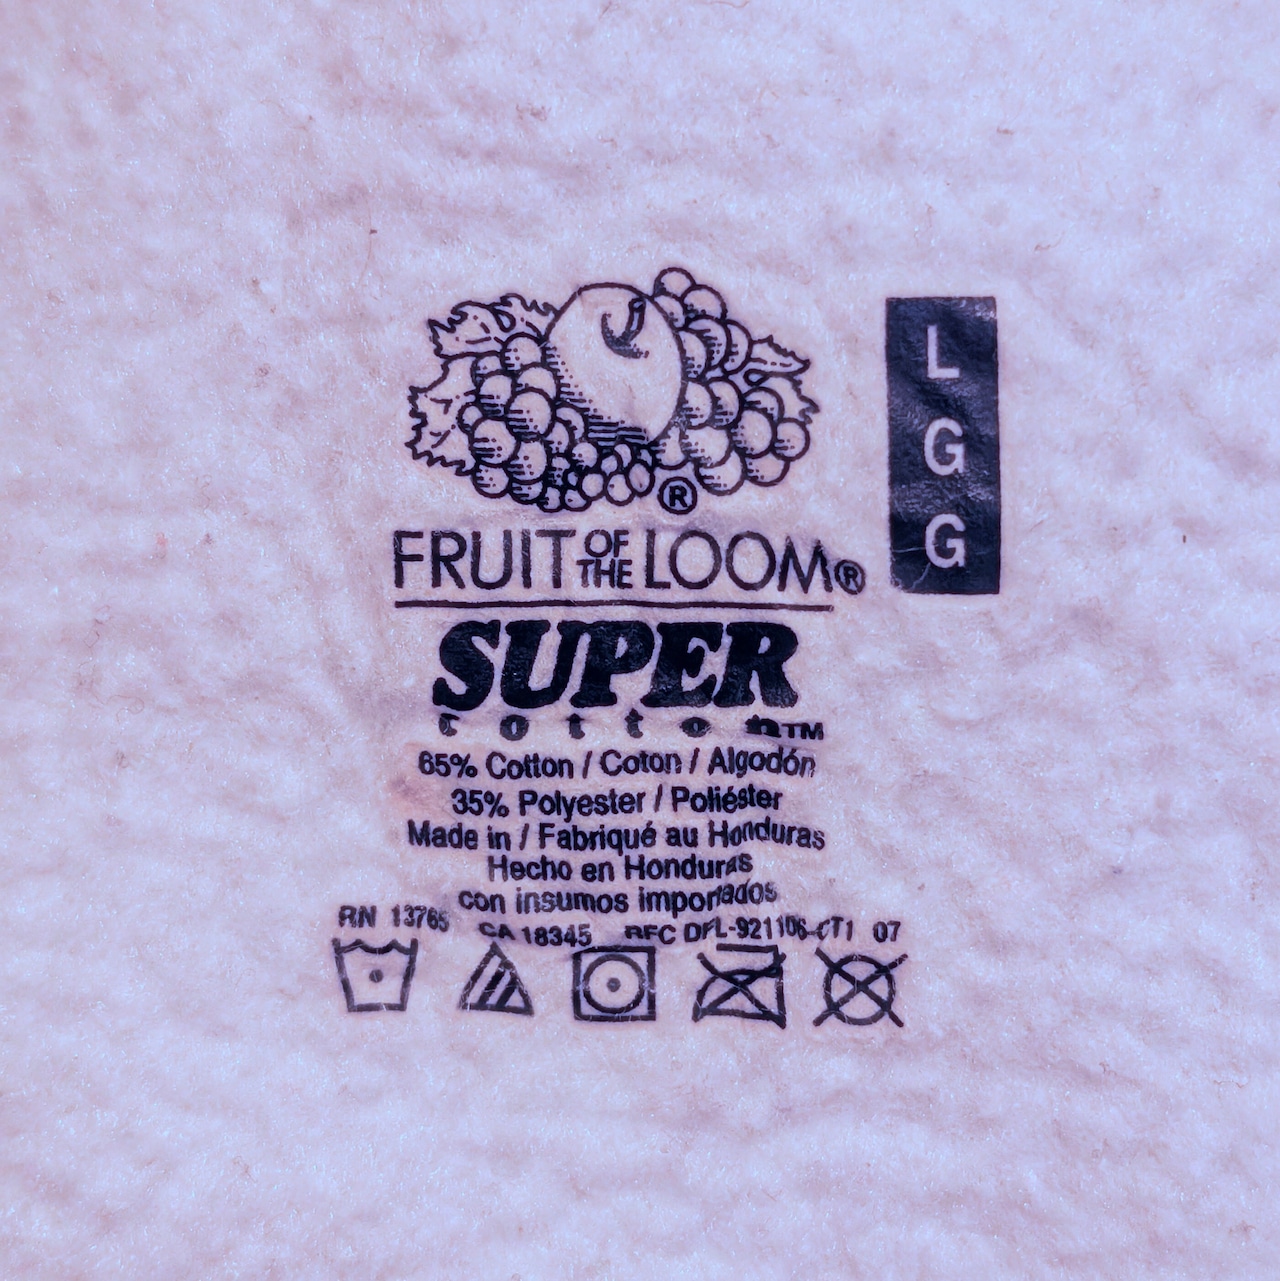 FRUIT OF THE LOOM®
L
G
G
SUPER
cotton™
65% Cotton / Coton / Algodón
35% Polyester / Poliéster
Made in / Fabriqué au Honduras
Hecho en Honduras
con insumos importados
RN 13765 CA 18345 RFC DFL-921106-CT1 07